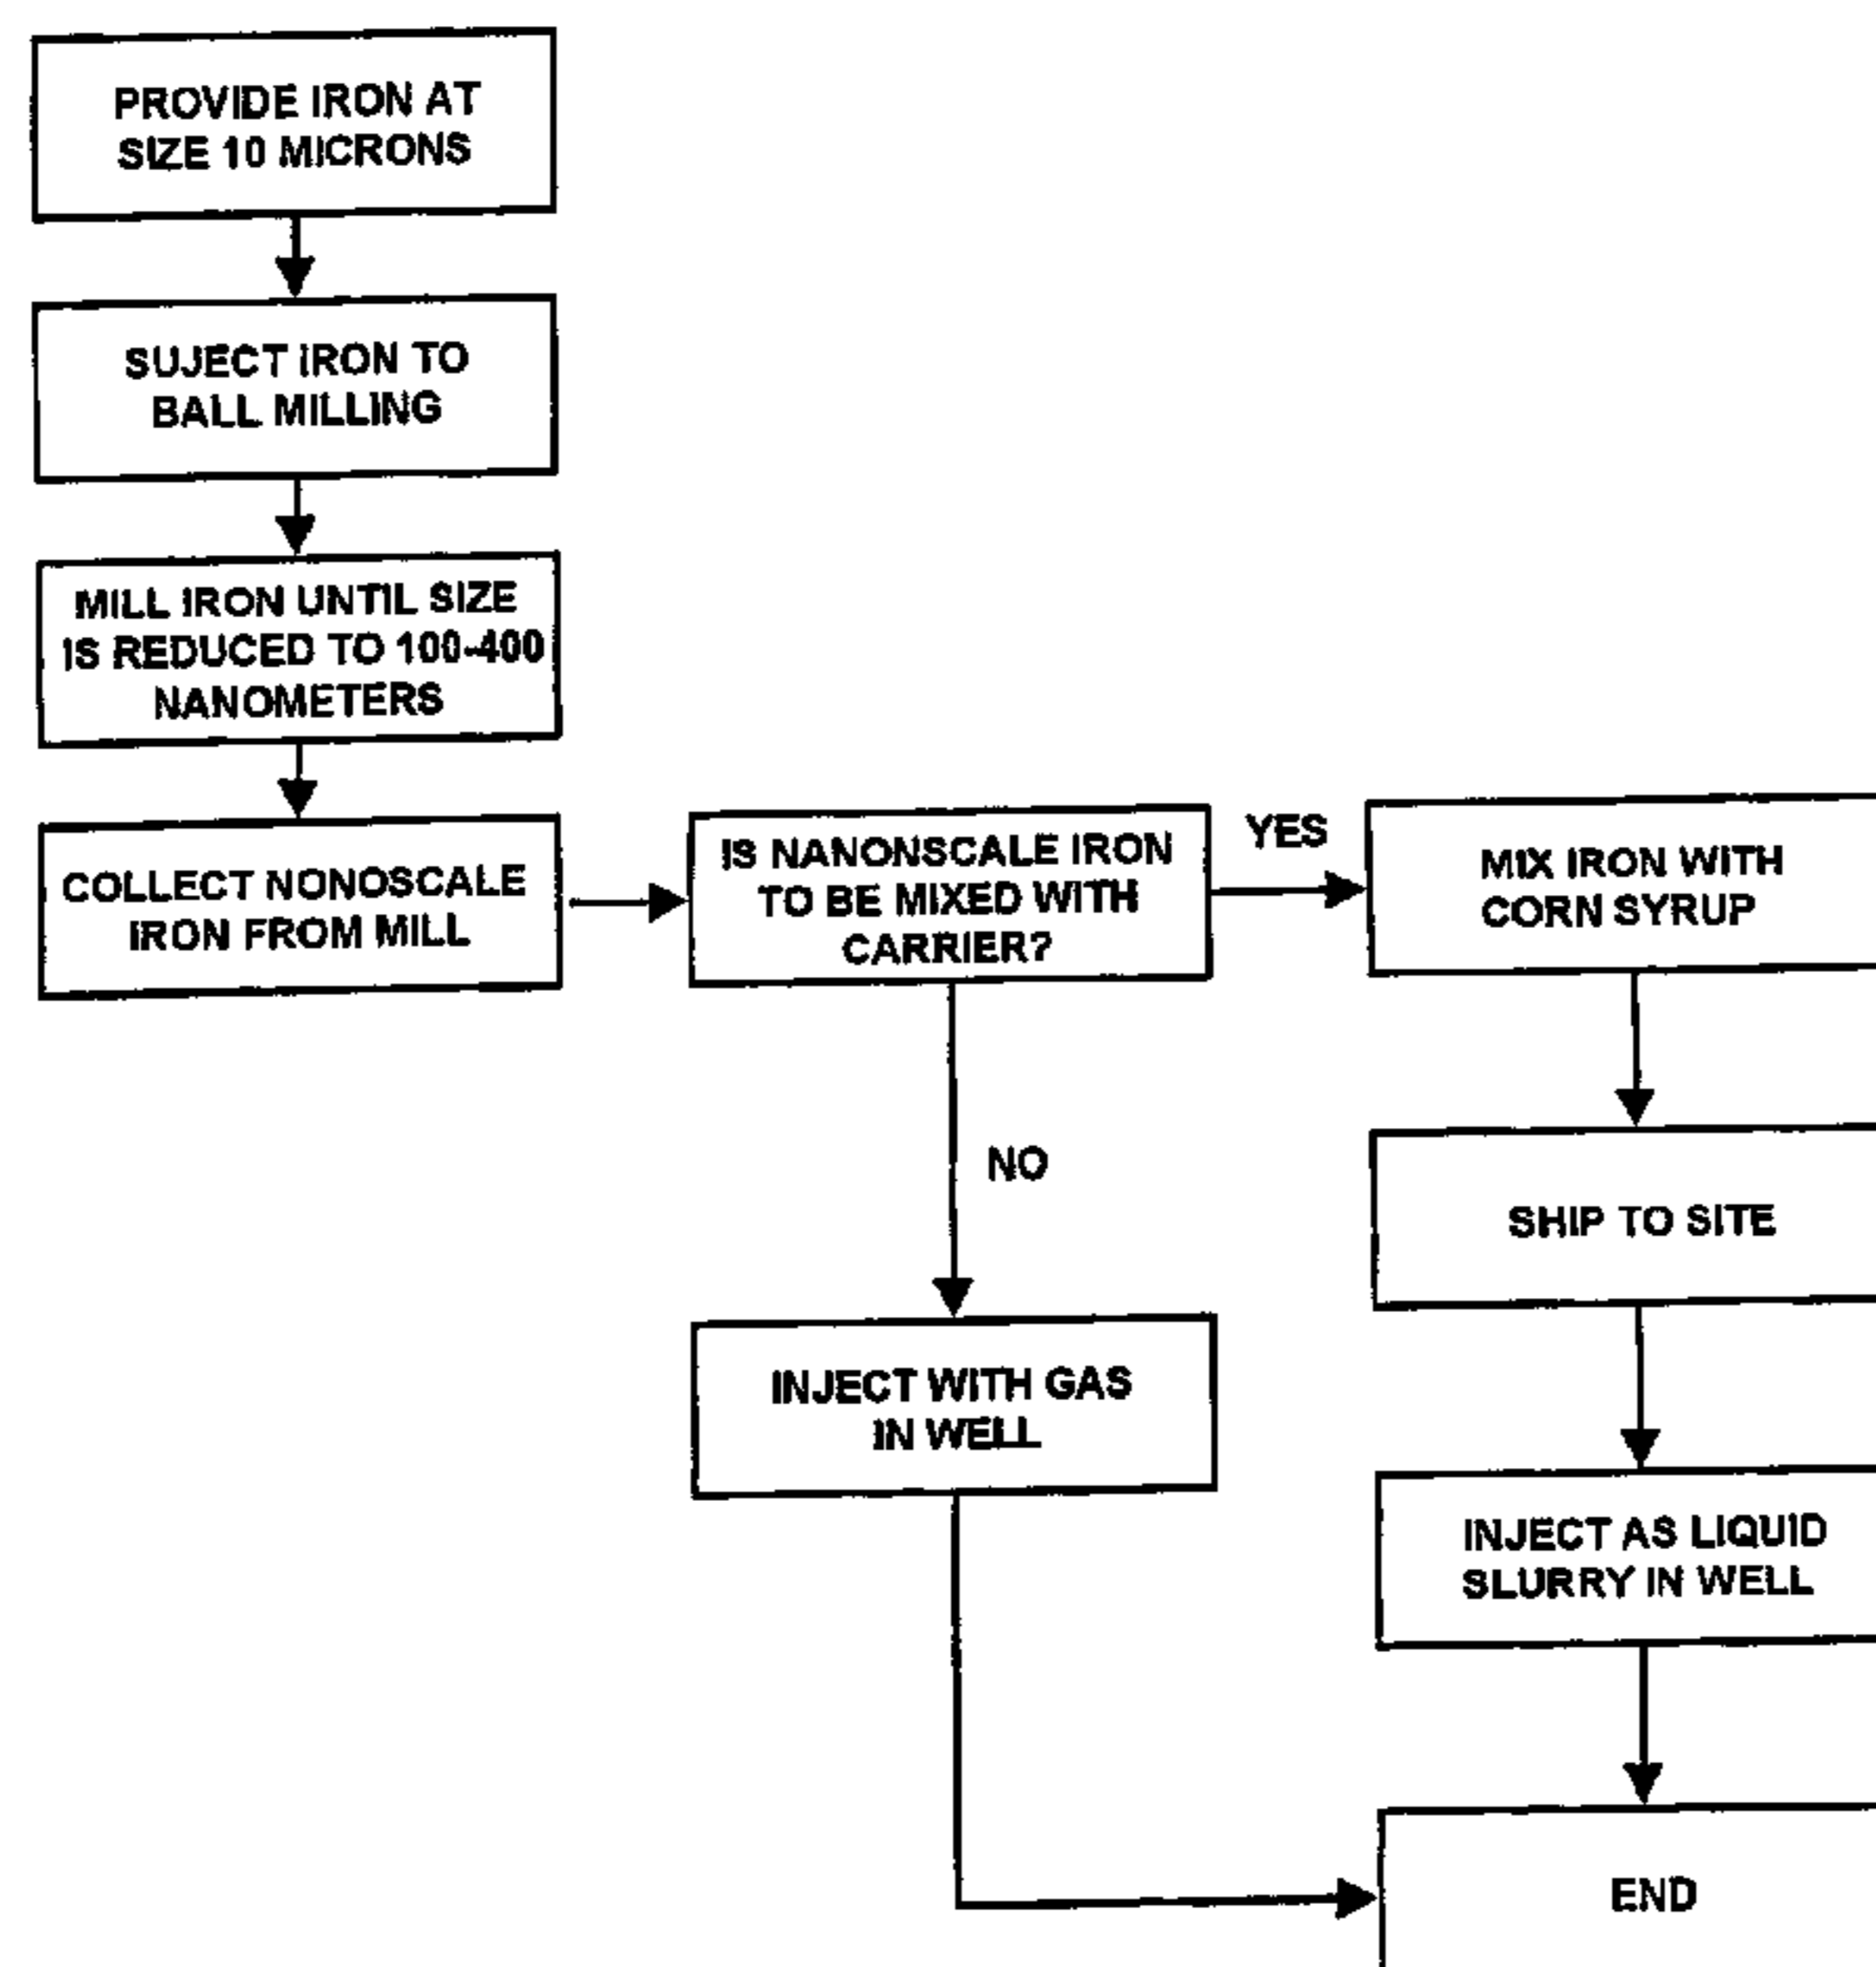 PROVIDE IRON AT
SIZE 10 MICRONS
SUJECT IRON TO
BALL MILLING
MILL IRON UNTIL SIZE
IS REDUCED TO 100-400
NANOMETERS
COLLECT NONOSCALE
IRON FROM MILL
IS NANONSCALE IRON
TO BE MIXED WITH
CARRIER?
YES
MIX IRON WITH
CORN SYRUP
NO
SHIP TO SITE
INJECT WITH GAS
IN WELL
INJECT AS LIQUID
SLURRY IN WELL
END